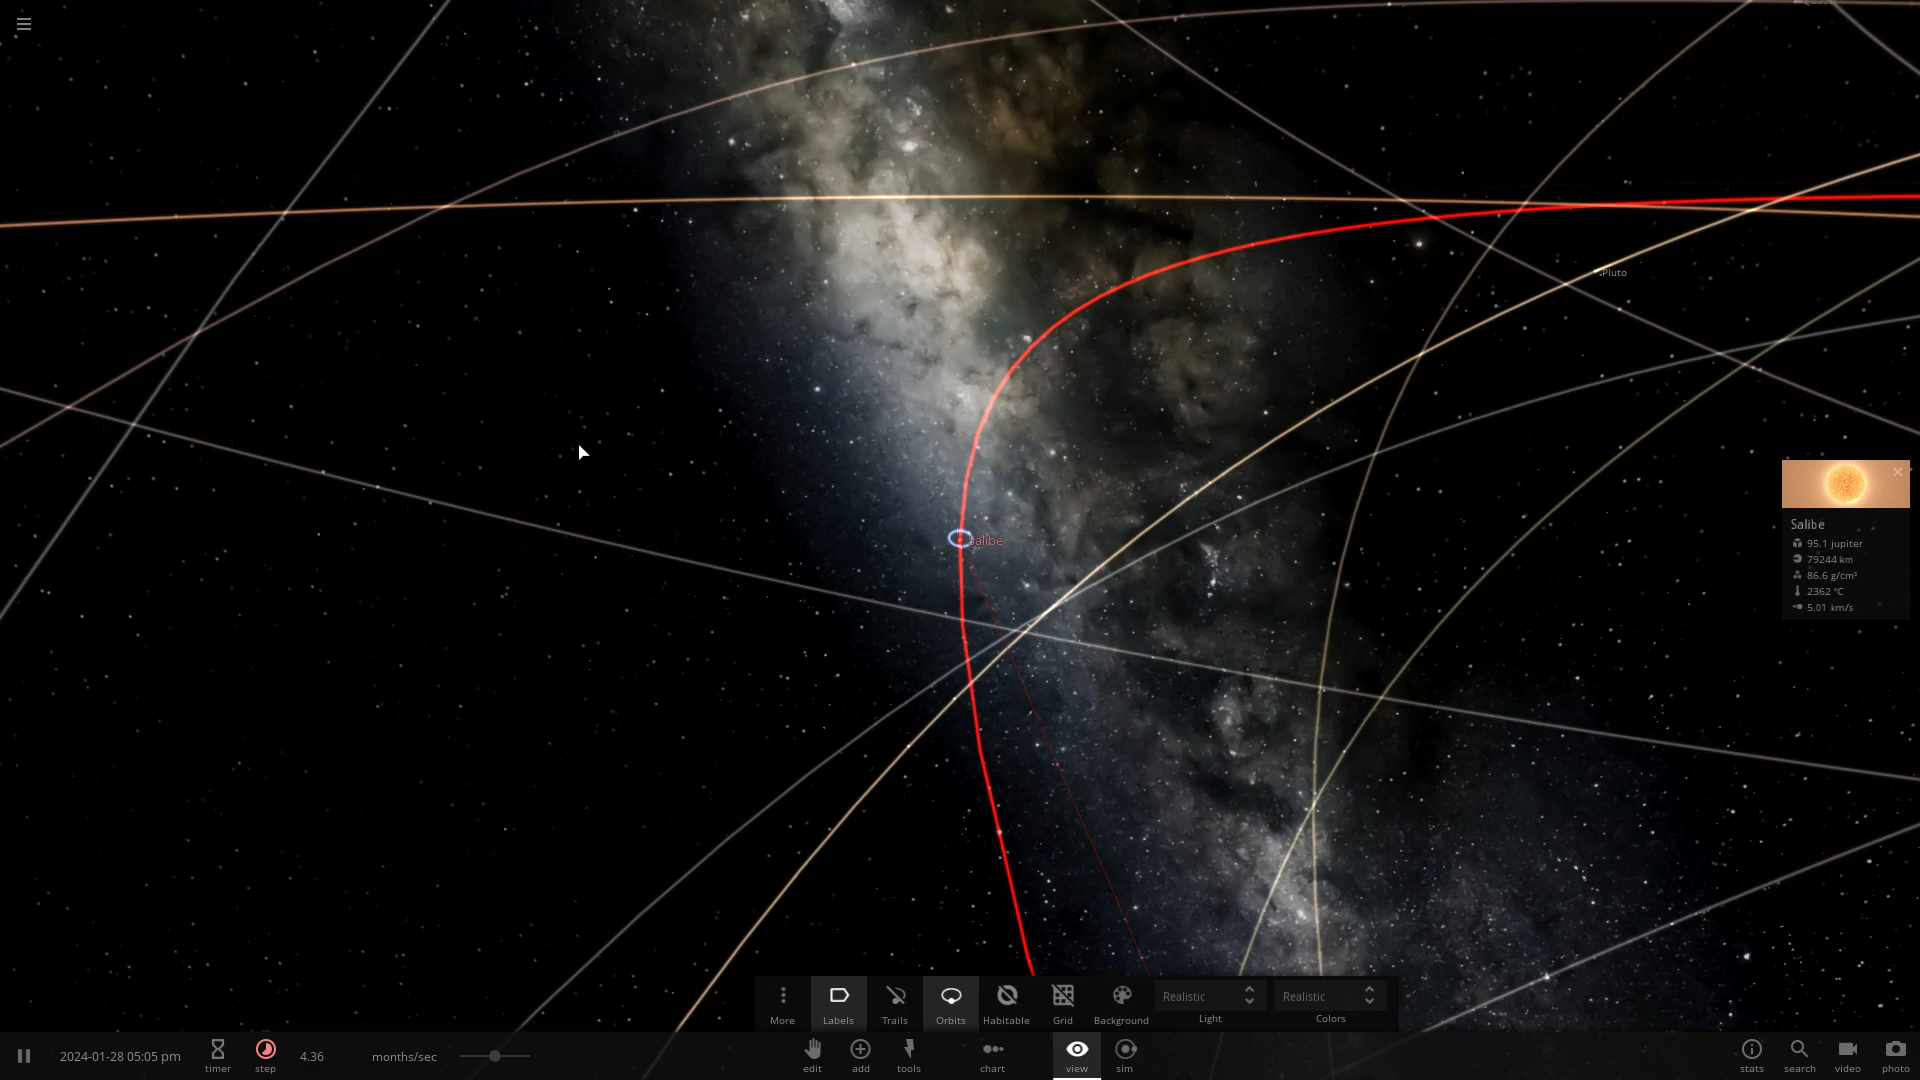 Pluto
Salibe
Salibe
95.1 jupiter
79244 km
86.6 g/cm³
2362 °C
5.01 km/s
Realistic
Realistic
More
Labels
Trails
Orbits
Habitable
Grid
Background
Light
Colors
2024-01-28 05:05 pm
timer
step
4.36
months/sec
edit
add
tools
chart
view
sim
stats
search
video
photo